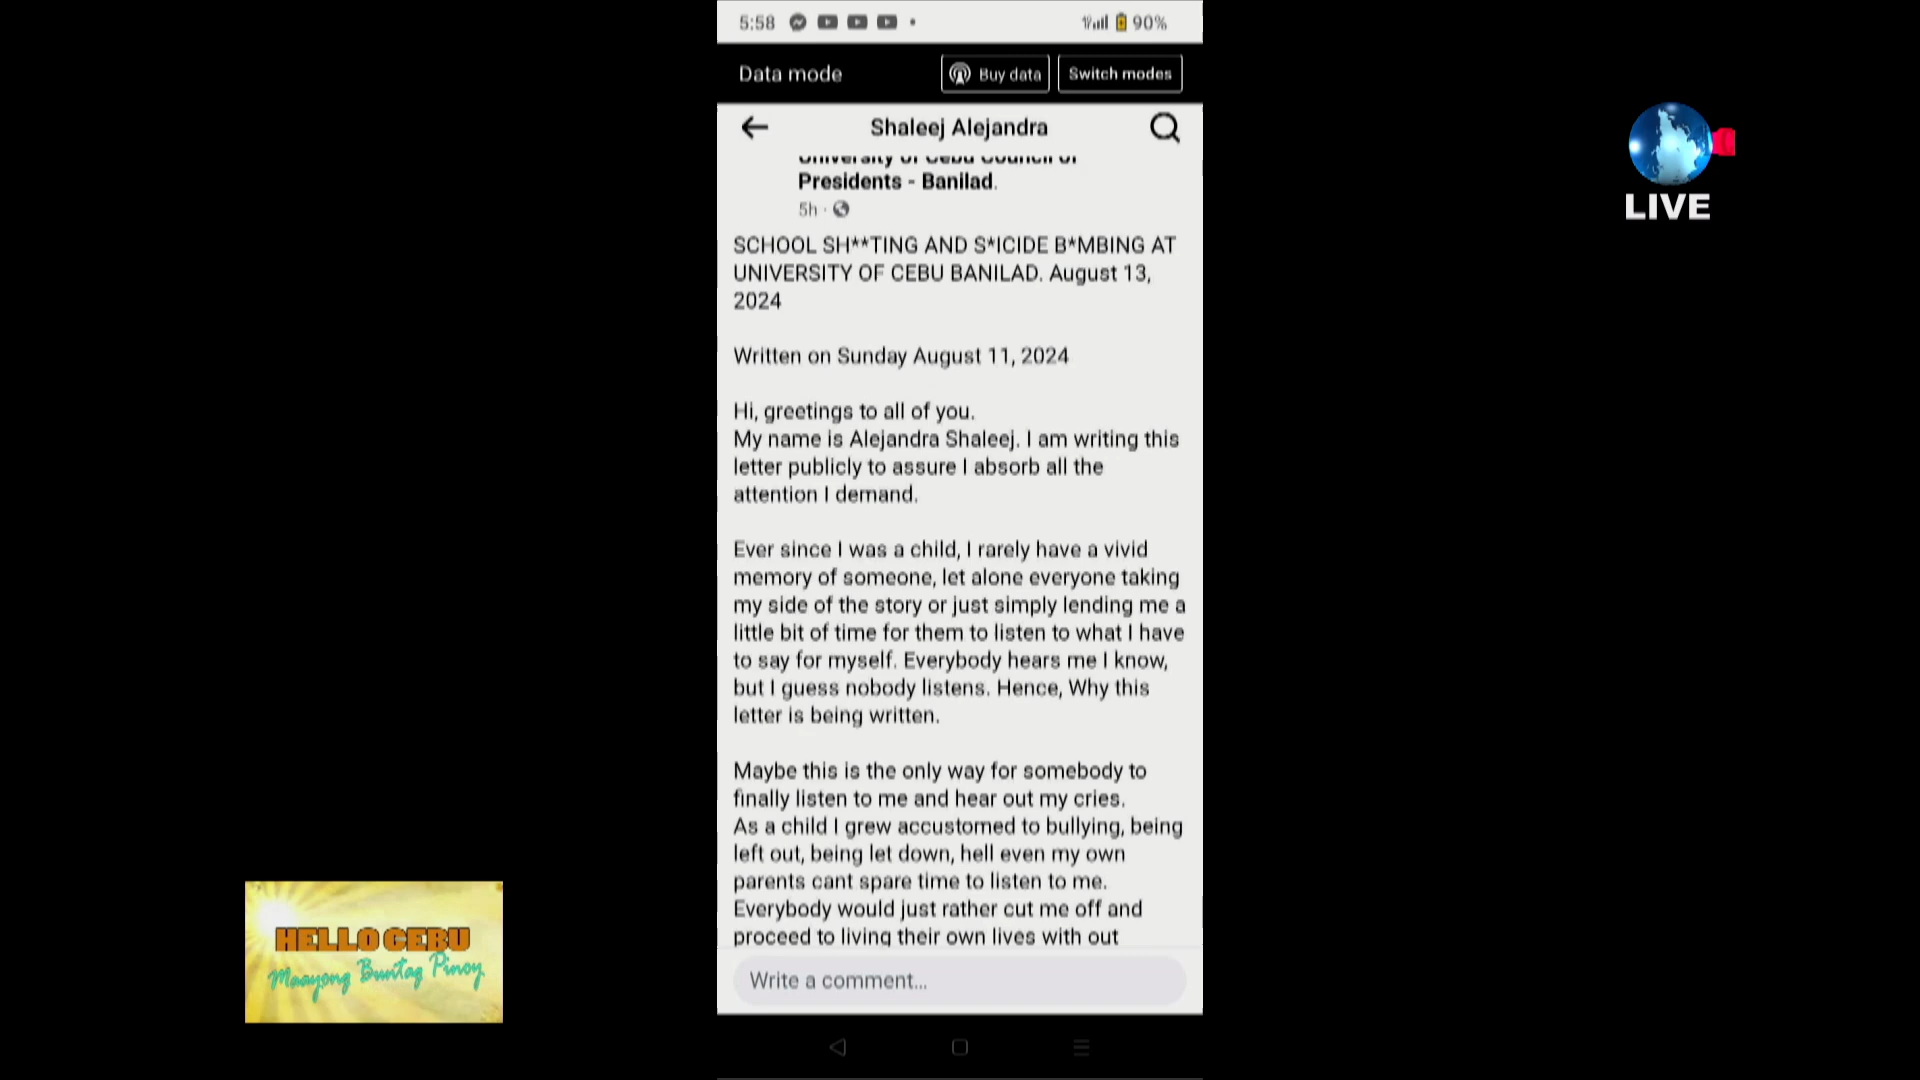 5:58
90%
Data mode
Buy data
Switch modes
Shaleej Alejandra
University of Cebu Council of
Presidents - Banilad.
5h ·
SCHOOL SH**TING AND S*ICIDE B*MBING AT
UNIVERSITY OF CEBU BANILAD. August 13,
2024
Written on Sunday August 11, 2024
Hi, greetings to all of you.
My name is Alejandra Shaleej. I am writing this
letter publicly to assure I absorb all the
attention I demand.
Ever since I was a child, I rarely have a vivid
memory of someone, let alone everyone taking
my side of the story or just simply lending me a
little bit of time for them to listen to what I have
to say for myself. Everybody hears me I know,
but I guess nobody listens. Hence, Why this
letter is being written.
Maybe this is the only way for somebody to
finally listen to me and hear out my cries.
As a child I grew accustomed to bullying, being
left out, being let down, hell even my own
parents cant spare time to listen to me.
Everybody would just rather cut me off and
proceed to living their own lives with out
Write a comment...
LIVE
HELLO CEBU
Maayong Buntag Pinoy